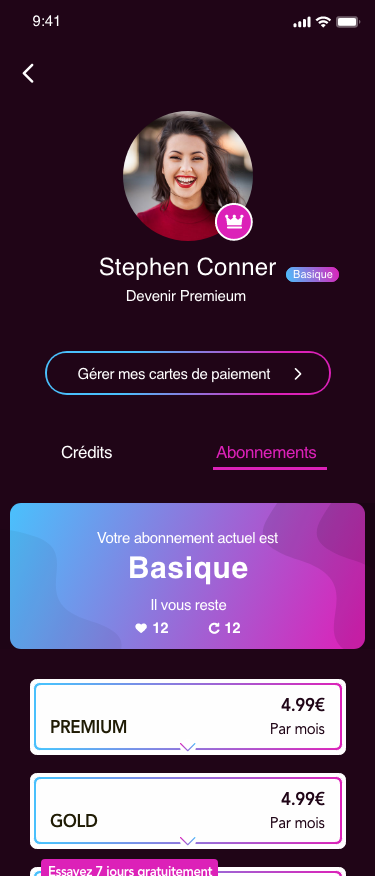 9:41
Stephen Conner
Basique
Devenir Premieum
Gérer mes cartes de paiement
Crédits
Abonnements
Votre abonnement actuel est
Basique
Il vous reste
12
12
4.99€
PREMIUM
Par mois
4.99€
GOLD
Par mois
Essayez 7 jours gratuitement